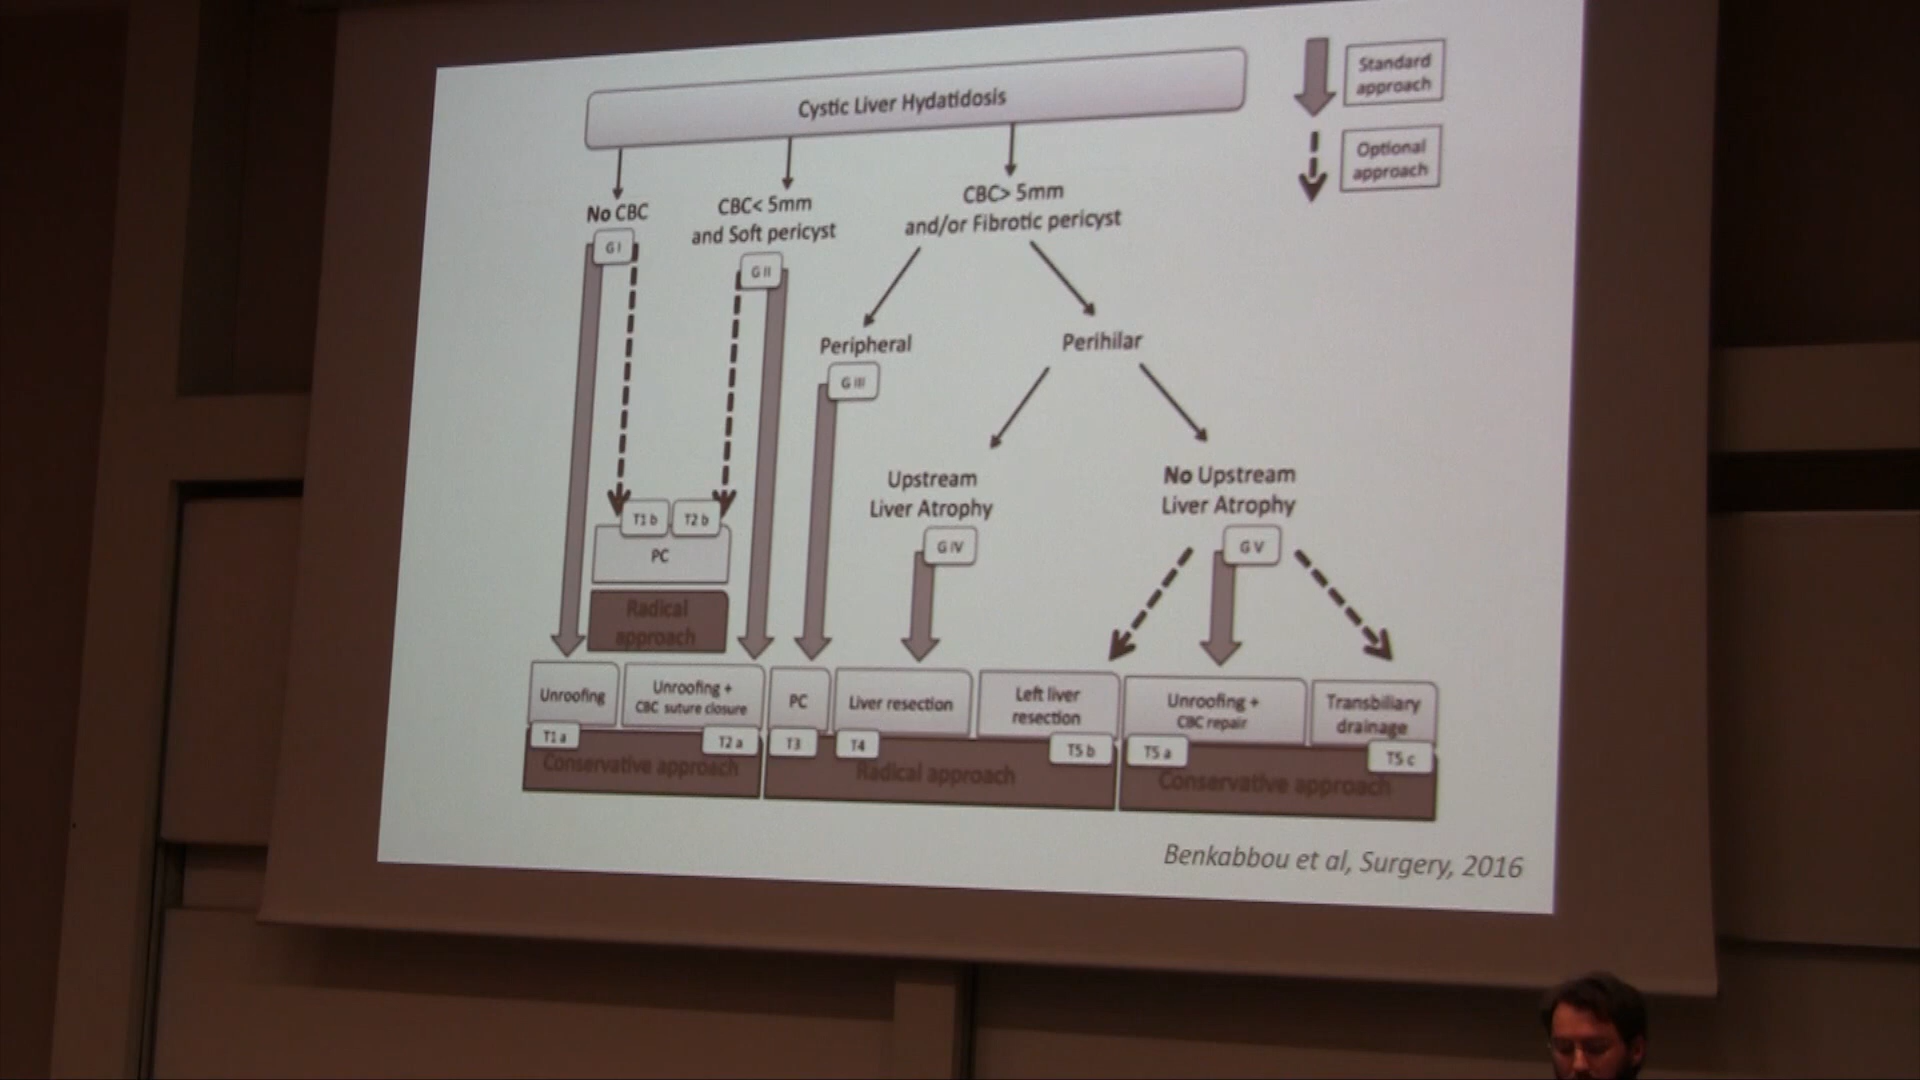 Cystic Liver Hydatidosis
Standard
approach
Optional
approach
No CBC
G I
CBC< 5mm
and Soft pericyst
G II
CBC> 5mm
and/or Fibrotic pericyst
Peripheral
G III
Perihilar
Upstream
Liver Atrophy
G IV
No Upstream
Liver Atrophy
G V
T1 b
T2 b
PC
Radical
approach
Unroofing
T1 a
Unroofing +
CBC suture closure
T2 a
Conservative approach
PC
T3
Liver resection
T4
Left liver
resection
T5 b
Radical approach
Unroofing +
CBC repair
T5 a
Transbiliary
drainage
T5 c
Conservative approach
Benkabbou et al, Surgery, 2016